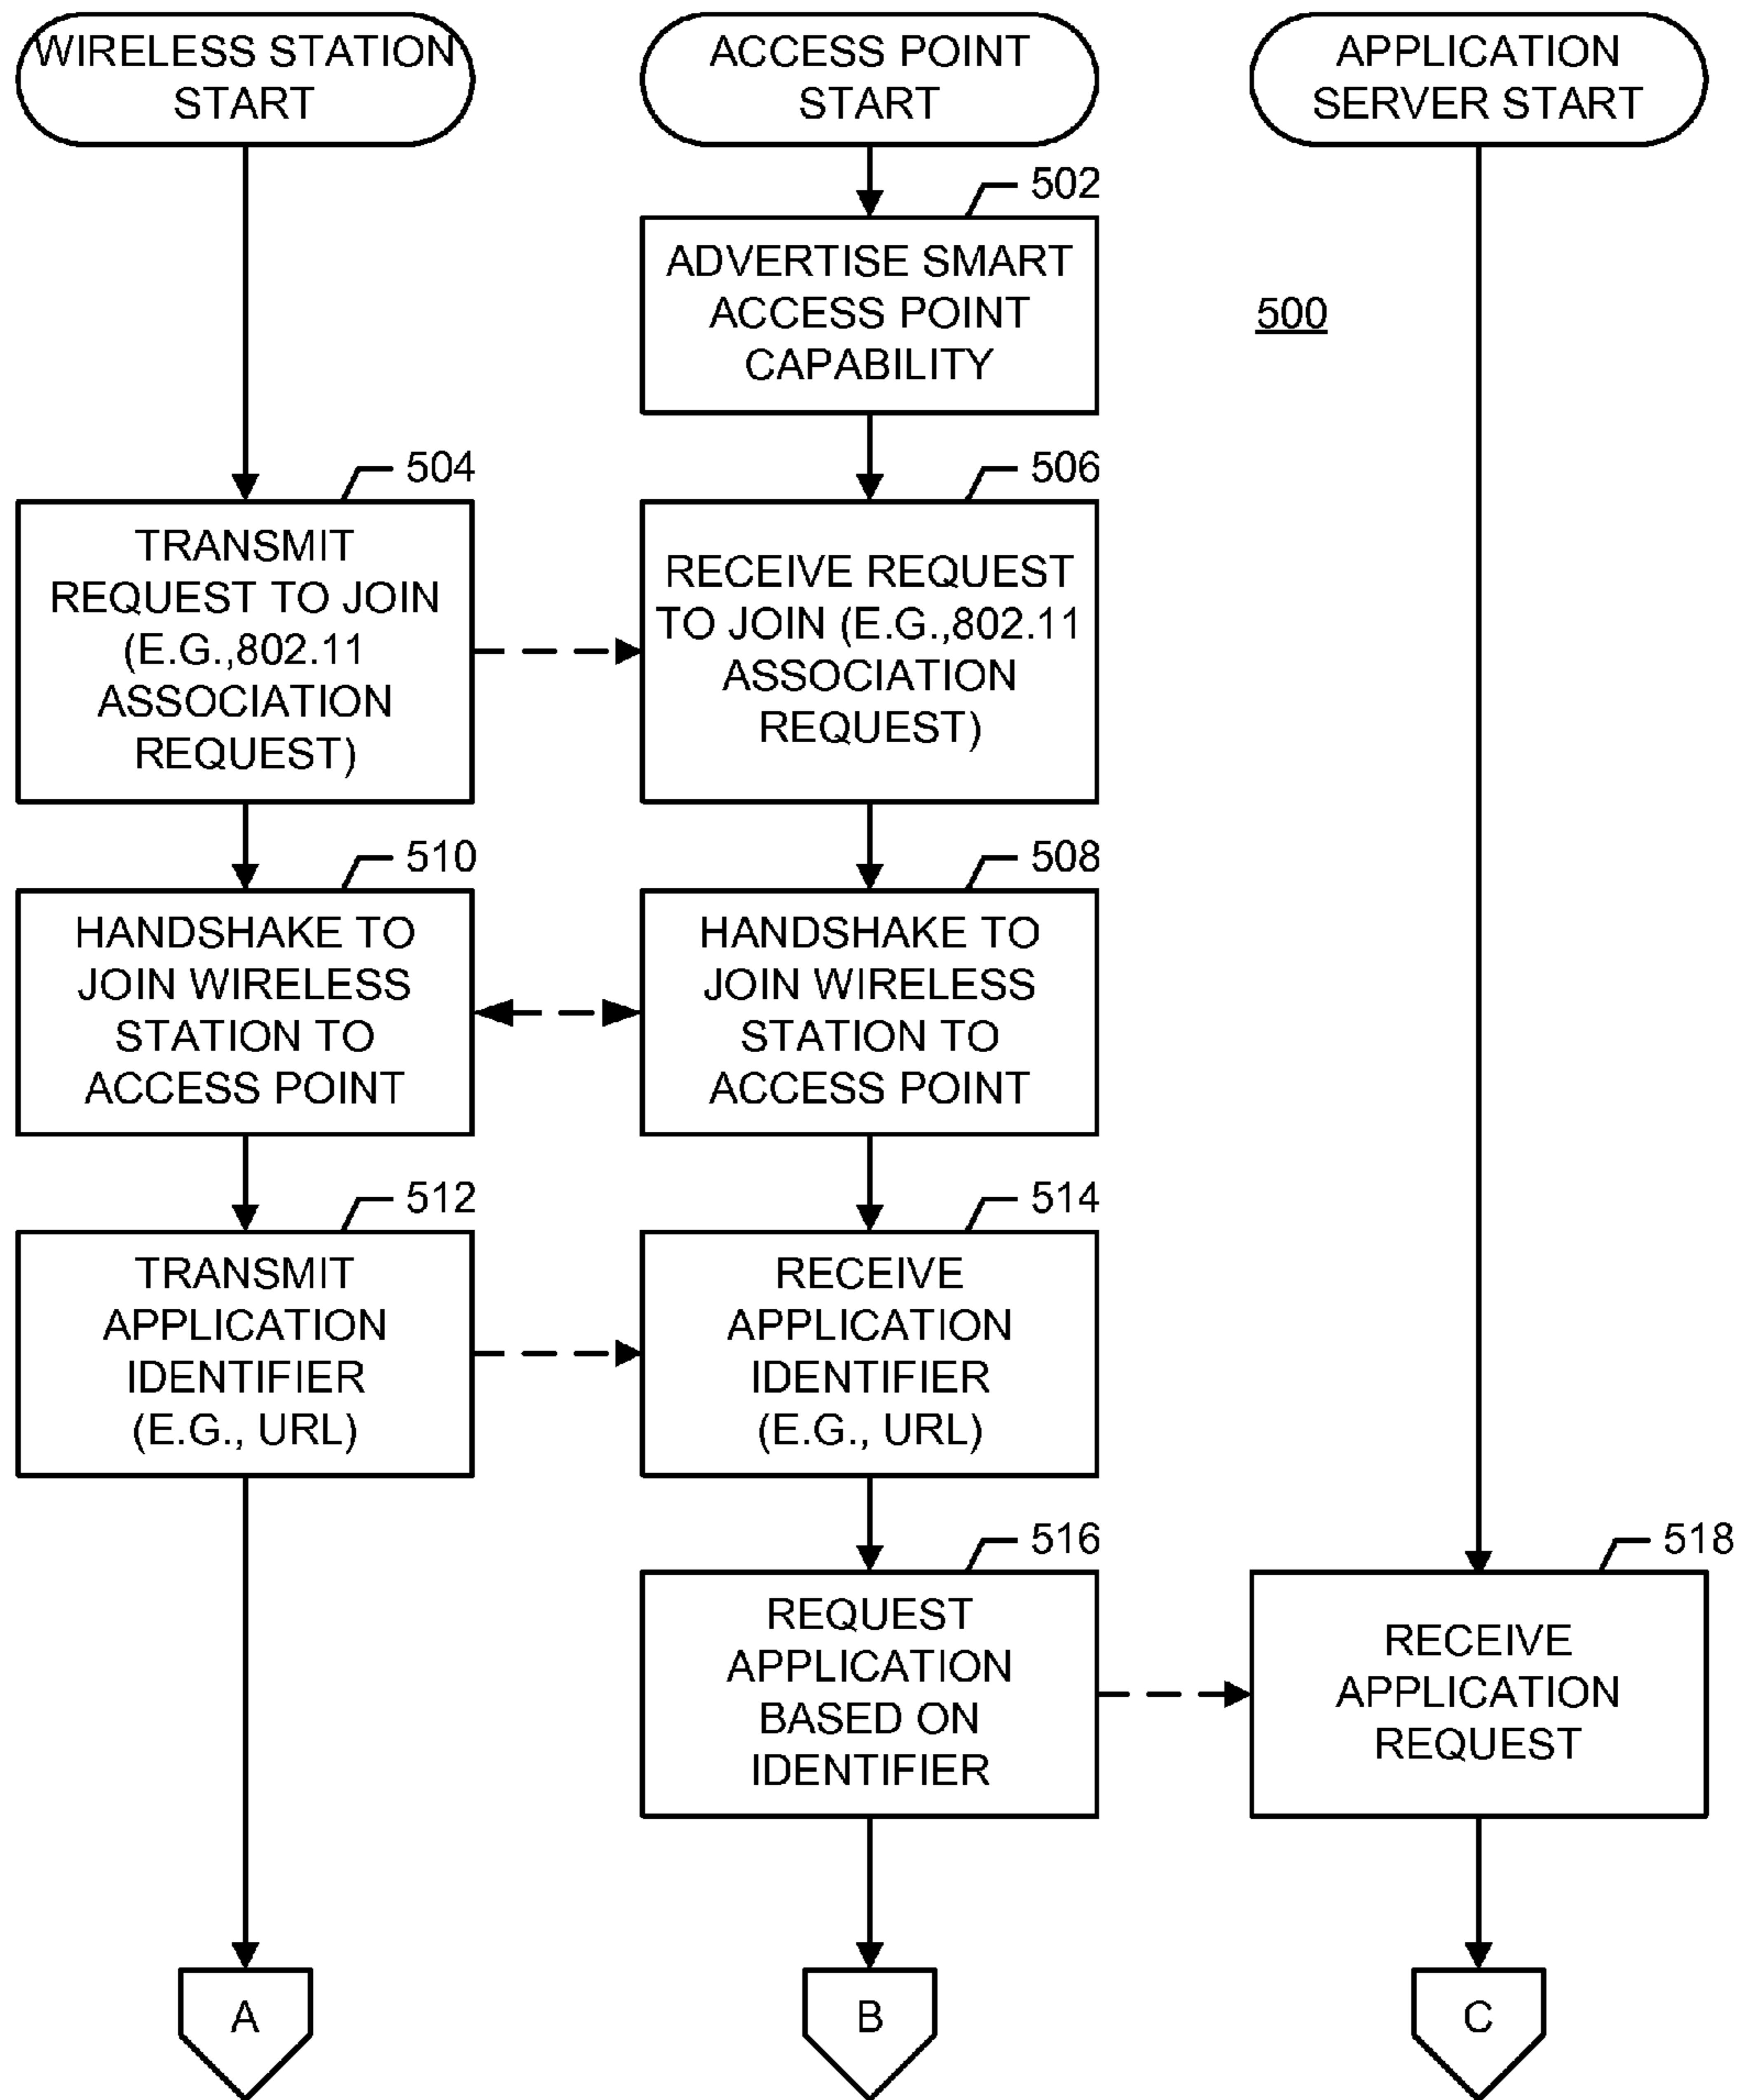 WIRELESS STATION
START
ACCESS POINT
START
APPLICATION
SERVER START
502
ADVERTISE SMART
ACCESS POINT
CAPABILITY
500
504
TRANSMIT
REQUEST TO JOIN
(E.G.,802.11
ASSOCIATION
REQUEST)
506
RECEIVE REQUEST
TO JOIN (E.G.,802.11
ASSOCIATION
REQUEST)
510
HANDSHAKE TO
JOIN WIRELESS
STATION TO
ACCESS POINT
508
HANDSHAKE TO
JOIN WIRELESS
STATION TO
ACCESS POINT
512
TRANSMIT
APPLICATION
IDENTIFIER
(E.G., URL)
514
RECEIVE
APPLICATION
IDENTIFIER
(E.G., URL)
516
REQUEST
APPLICATION
BASED ON
IDENTIFIER
518
RECEIVE
APPLICATION
REQUEST
A
B
C